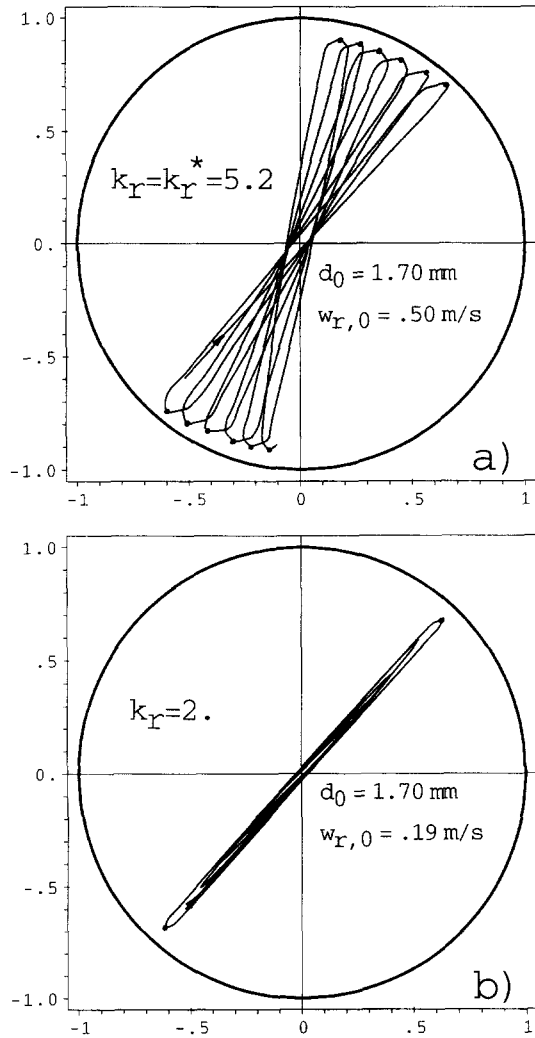 1.0
.5
0.
-.5
-1.0
k_r=k_r^*=5.2
d_0 = 1.70 mm
w_{r,0} = .50 m/s
a)
-1
-.5
0
.5
1
1.0
.5
0.
-.5
-1.0
k_r=2.
d_0 = 1.70 mm
w_{r,0} = .19 m/s
b)
-1
-.5
0
.5
1